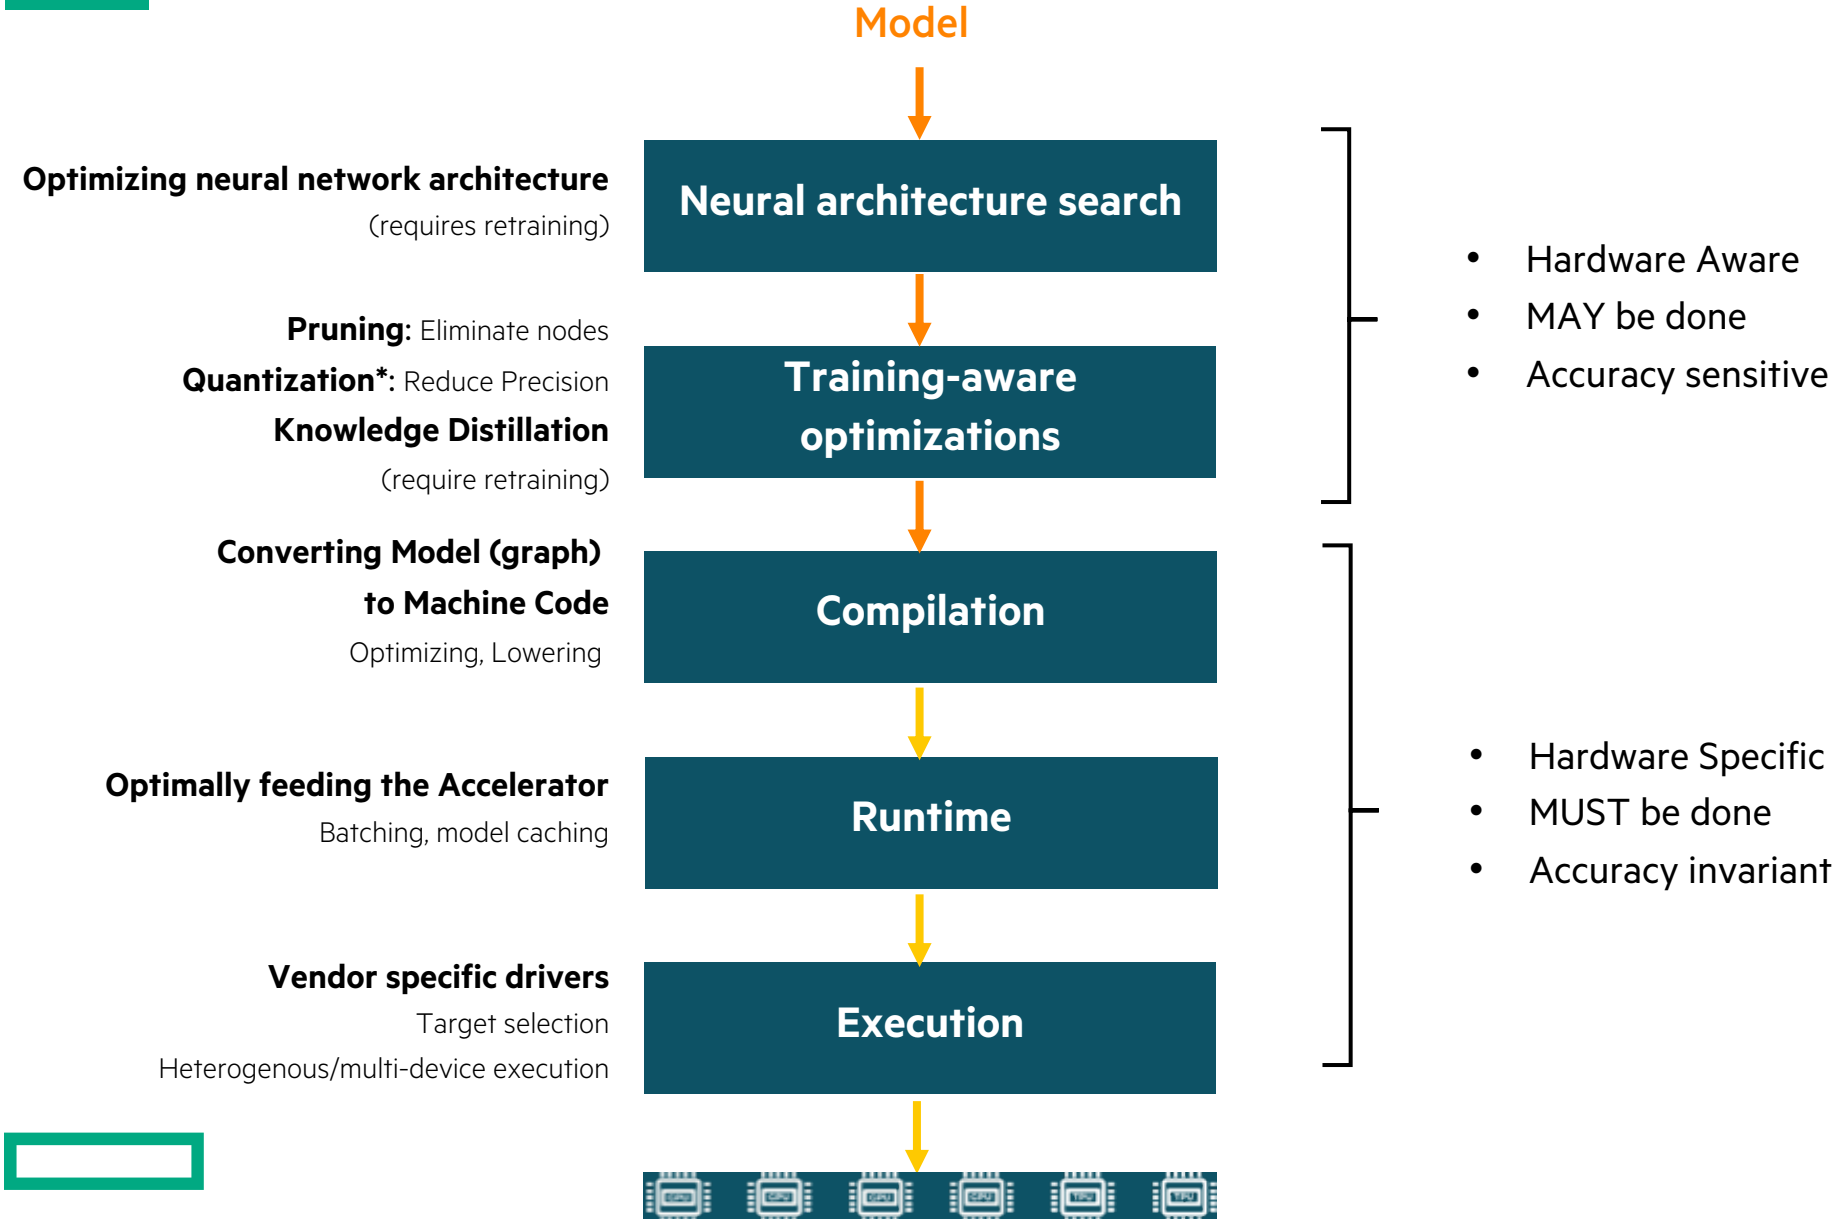 Model
Optimizing neural network architecture
(requires retraining)
Neural architecture search
Pruning: Eliminate nodes
Quantization*: Reduce Precision
Knowledge Distillation
(require retraining)
Training-aware
optimizations
• Hardware Aware
• MAY be done
• Accuracy sensitive
Converting Model (graph)
to Machine Code
Optimizing, Lowering
Compilation
Optimally feeding the Accelerator
Batching, model caching
Runtime
Vendor specific drivers
Target selection
Heterogenous/multi-device execution
Execution
• Hardware Specific
• MUST be done
• Accuracy invariant
TPU
TPU